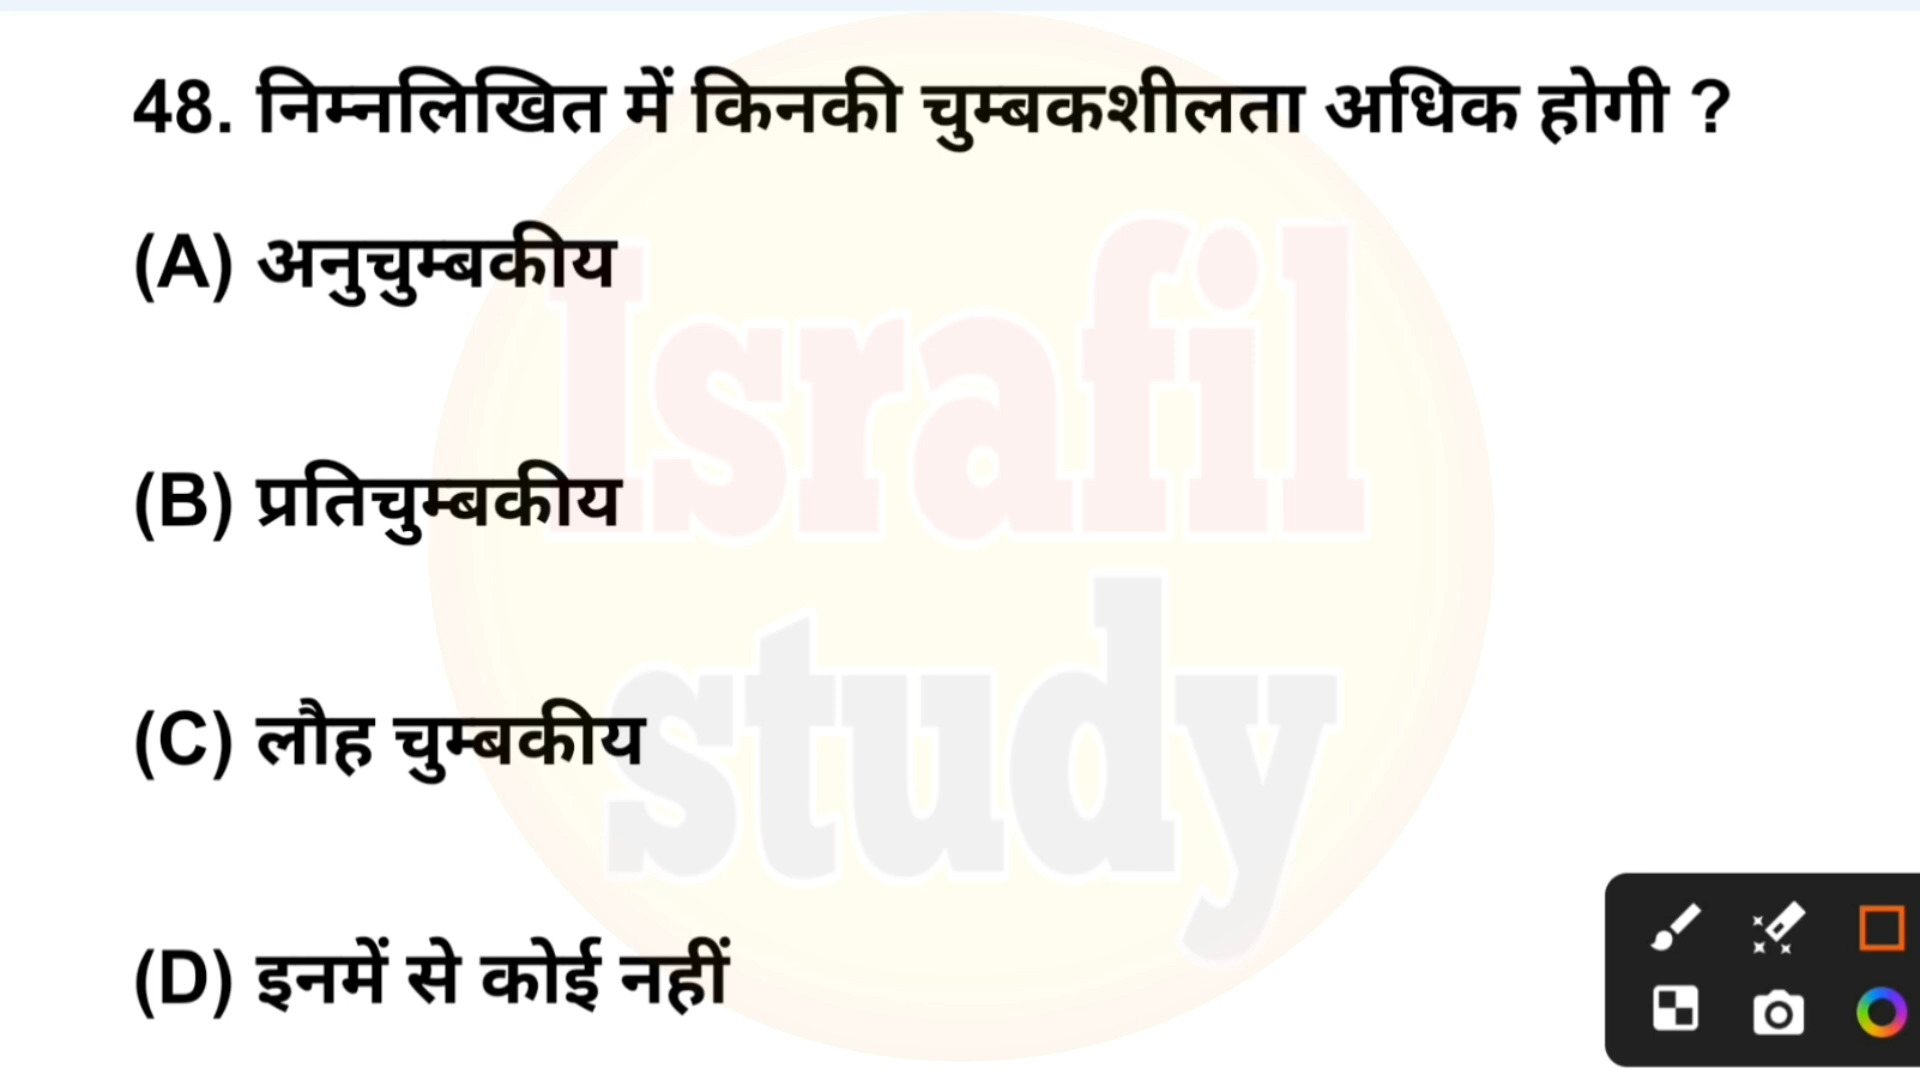 48. निम्नलिखित में किनकी चुम्बकशीलता अधिक होगी ?
(A) अनुचुम्बकीय
(B) प्रतिचुम्बकीय
(C) लौह चुम्बकीय
(D) इनमें से कोई नहीं
Israfil
study